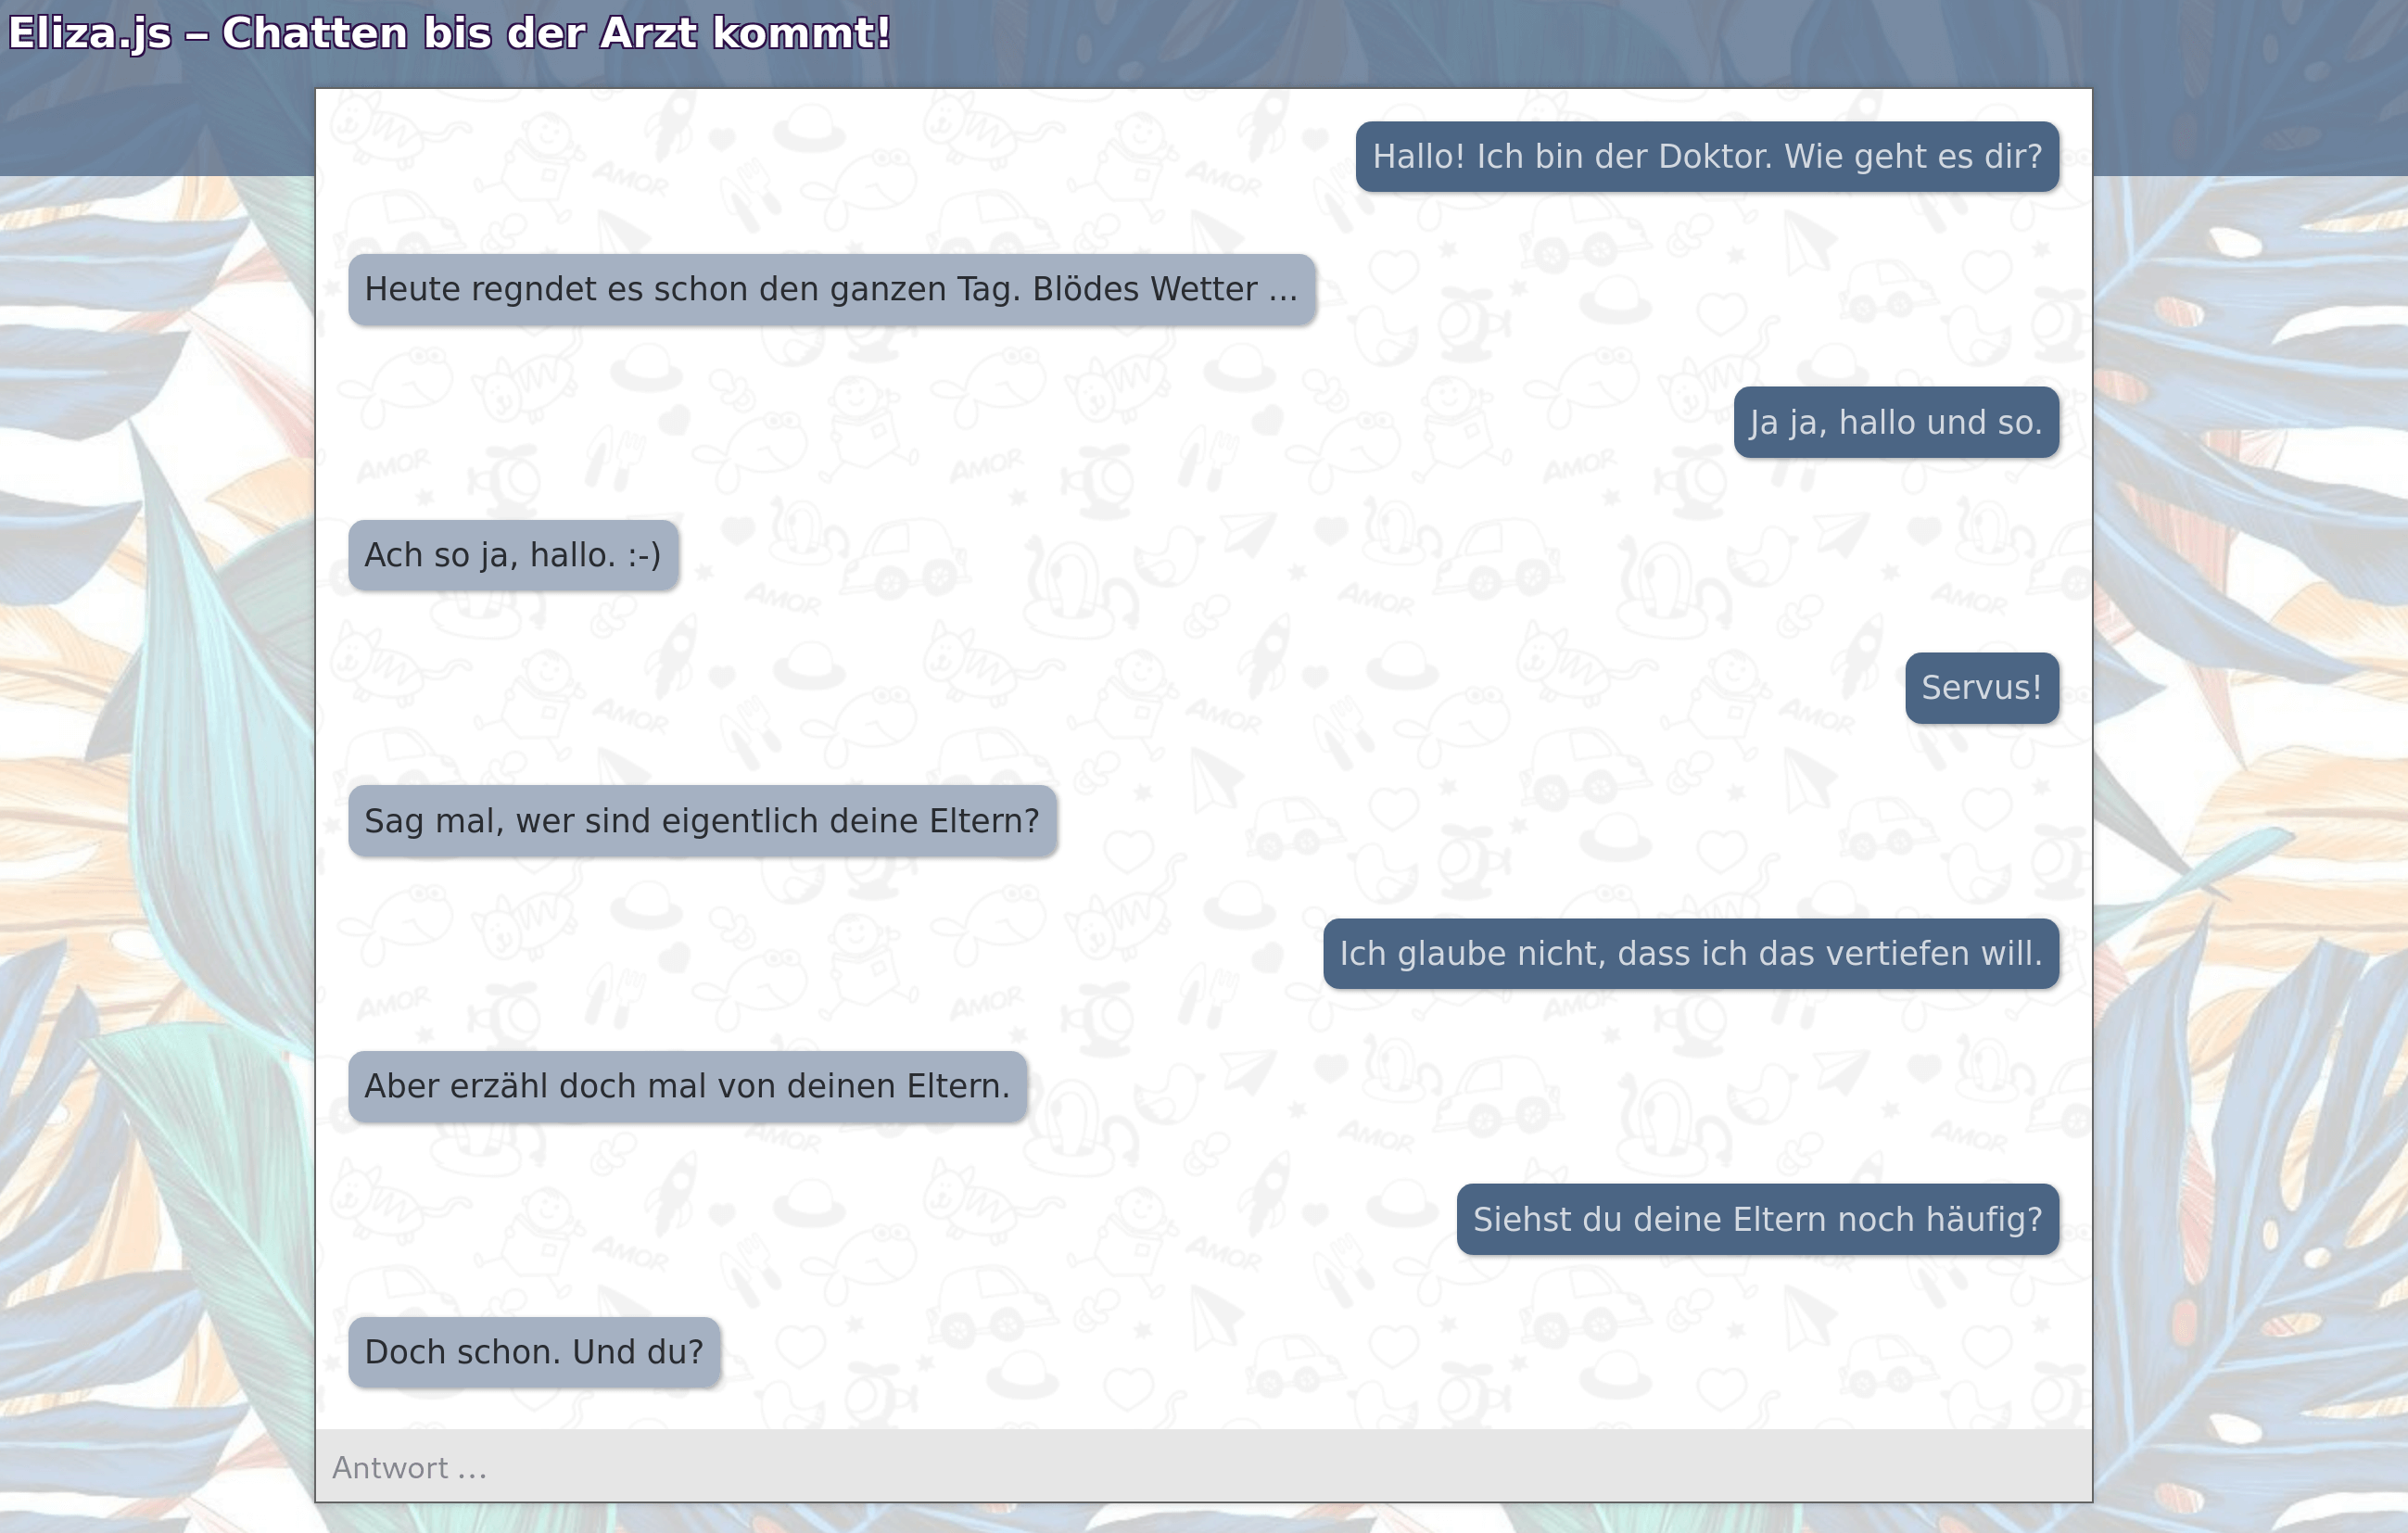 Eliza.js – Chatten bis der Arzt kommt!
Hallo! Ich bin der Doktor. Wie geht es dir?
Heute regndet es schon den ganzen Tag. Blödes Wetter ...
Ja ja, hallo und so.
Ach so ja, hallo. :-)
Servus!
Sag mal, wer sind eigentlich deine Eltern?
Ich glaube nicht, dass ich das vertiefen will.
Aber erzähl doch mal von deinen Eltern.
Siehst du deine Eltern noch häufig?
Doch schon. Und du?
Antwort ...